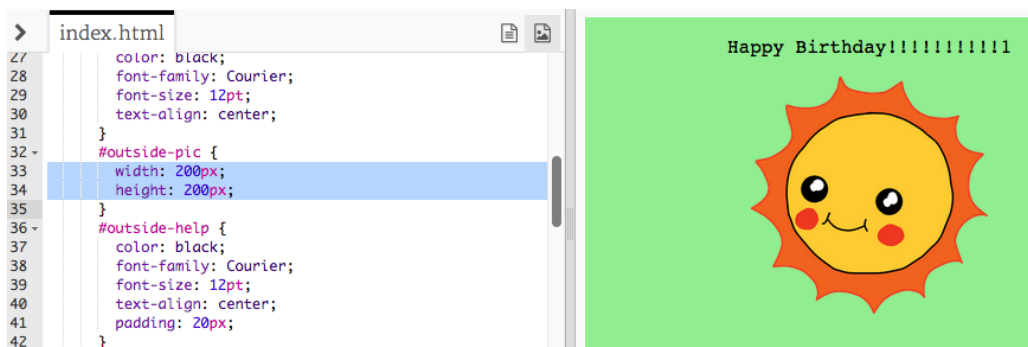 index.html
27 color: black;
28 font-family: Courier;
29 font-size: 12pt;
30 text-align: center;
31 }
32 #outside-pic {
33 width: 200px;
34 height: 200px;
35 }
36 #outside-help {
37 color: black;
38 font-family: Courier;
39 font-size: 12pt;
40 text-align: center;
41 padding: 20px;
42 }
Happy Birthday!!!!!!!!!!!1